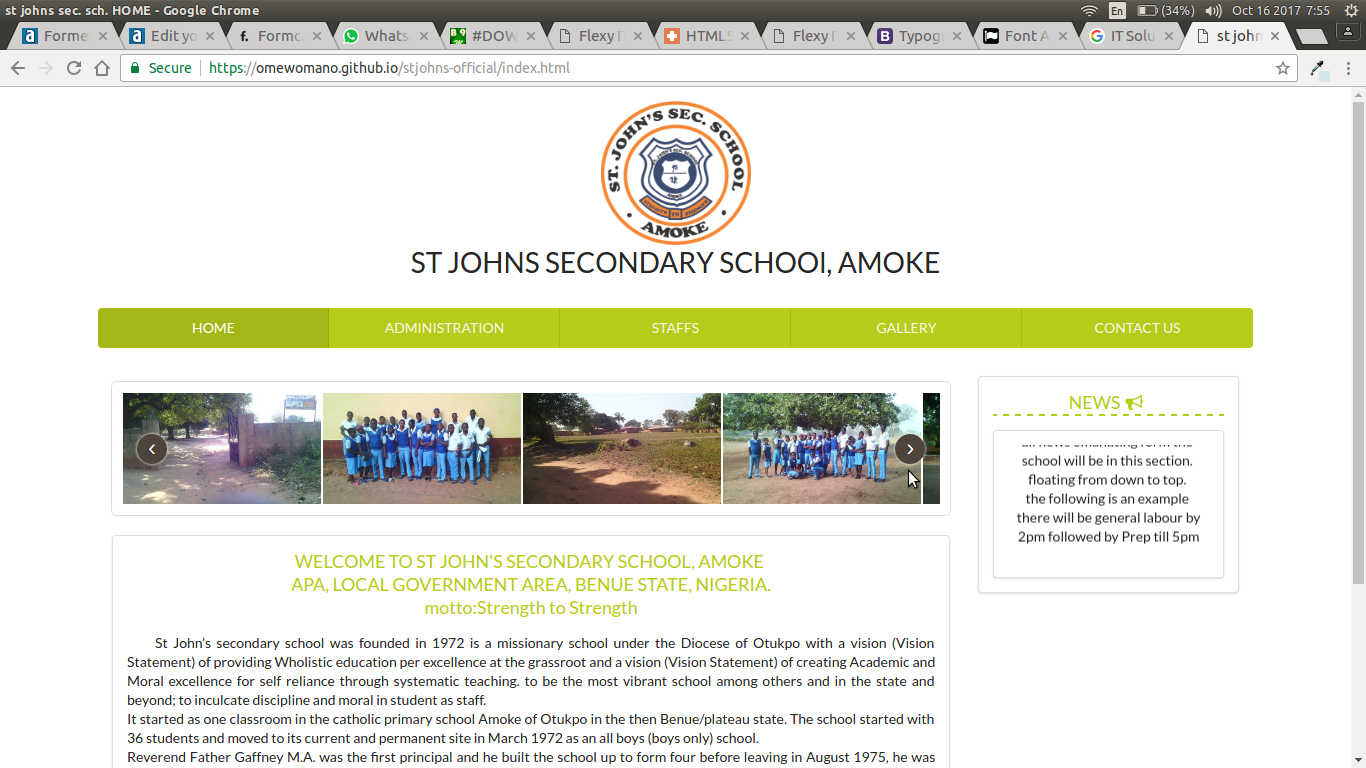 st johns sec. sch. HOME - Google Chrome
En (34%) Oct 16 2017 7:55
Forme Edit yo Formc Whats #DOW Flexy I HTML5 Flexy I Typog Font A IT Solu st john
Secure https://omewomano.github.io/stjohns-official/index.html
ST. JOHN'S SEC. SCHOOL
AMOKE
ST JOHNS SECONDARY SCHOOl, AMOKE
HOME ADMINISTRATION STAFFS GALLERY CONTACT US
NEWS
all news emanating form the
school will be in this section.
floating from down to top.
the following is an example
there will be general labour by
2pm followed by Prep till 5pm
WELCOME TO ST JOHN'S SECONDARY SCHOOL, AMOKE
APA, LOCAL GOVERNMENT AREA, BENUE STATE, NIGERIA.
motto:Strength to Strength
St John's secondary school was founded in 1972 is a missionary school under the Diocese of Otukpo with a vision (Vision
Statement) of providing Wholistic education per excellence at the grassroot and a vision (Vision Statement) of creating Academic and
Moral excellence for self reliance through systematic teaching. to be the most vibrant school among others and in the state and
beyond; to inculcate discipline and moral in student as staff.
It started as one classroom in the catholic primary school Amoke of Otukpo in the then Benue/plateau state. The school started with
36 students and moved to its current and permanent site in March 1972 as an all boys (boys only) school.
Reverend Father Gaffney M.A. was the first principal and he built the school up to form four before leaving in August 1975, he was